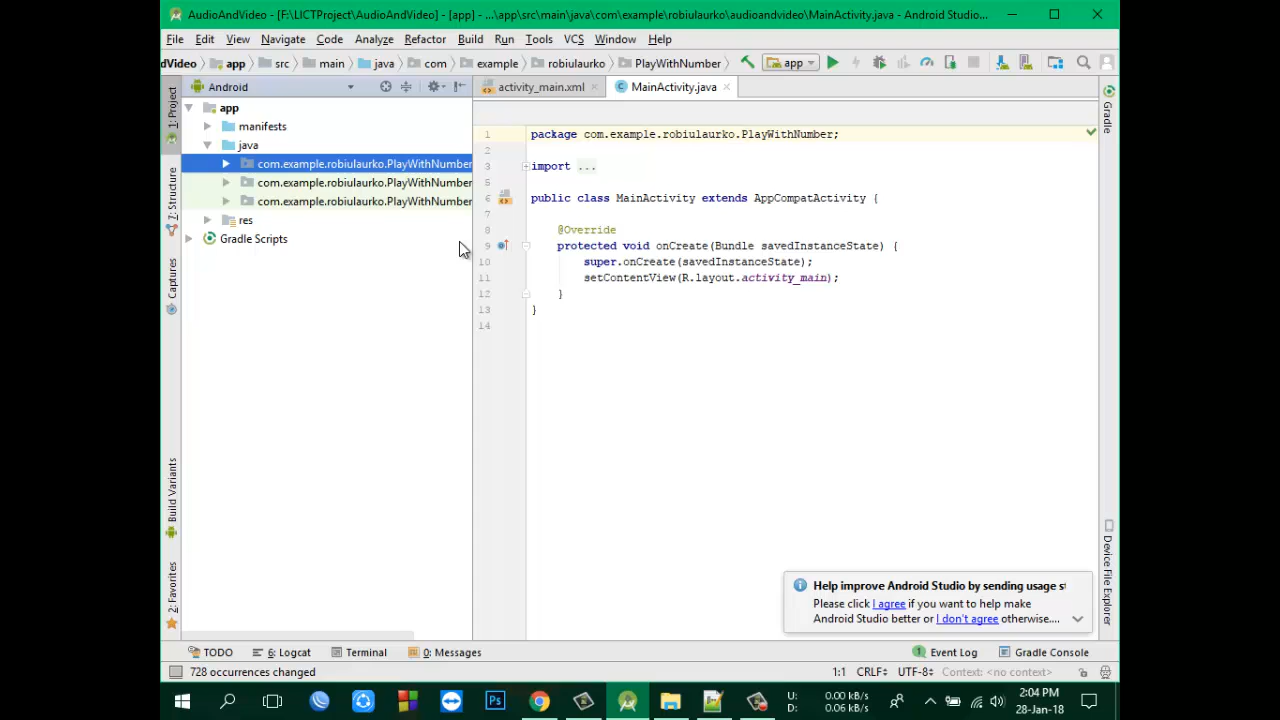 AudioAndVideo - [F:\LICTProject\AudioAndVideo] - [app] - ...\app\src\main\java\com\example\robiulaurko\audioandvideo\MainActivity.java - Android Studio...
File Edit View Navigate Code Analyze Refactor Build Run Tools VCS Window Help
dVideo app src main java com example robiulaurko PlayWithNumber app
1: Project
Android
activity_main.xml
MainActivity.java
Gradle
app
manifests
java
com.example.robiulaurko.PlayWithNumber
com.example.robiulaurko.PlayWithNumber
com.example.robiulaurko.PlayWithNumber
res
Gradle Scripts
7: Structure
Captures
Build Variants
2: Favorites
1 package com.example.robiulaurko.PlayWithNumber;
2
3 import ...
5
6 public class MainActivity extends AppCompatActivity {
7
8 @Override
9 protected void onCreate(Bundle savedInstanceState) {
10 super.onCreate(savedInstanceState);
11 setContentView(R.layout.activity_main);
12 }
13 }
14
Device File Explorer
Help improve Android Studio by sending usage s
Please click I agree if you want to help make
Android Studio better or I don't agree otherwise....
TODO 6: Logcat Terminal 0: Messages Event Log Gradle Console
728 occurrences changed 1:1 CRLF UTF-8 Context: <no context>
Ps
U: 0.00 kB/s
D: 0.06 kB/s
2:04 PM
28-Jan-18